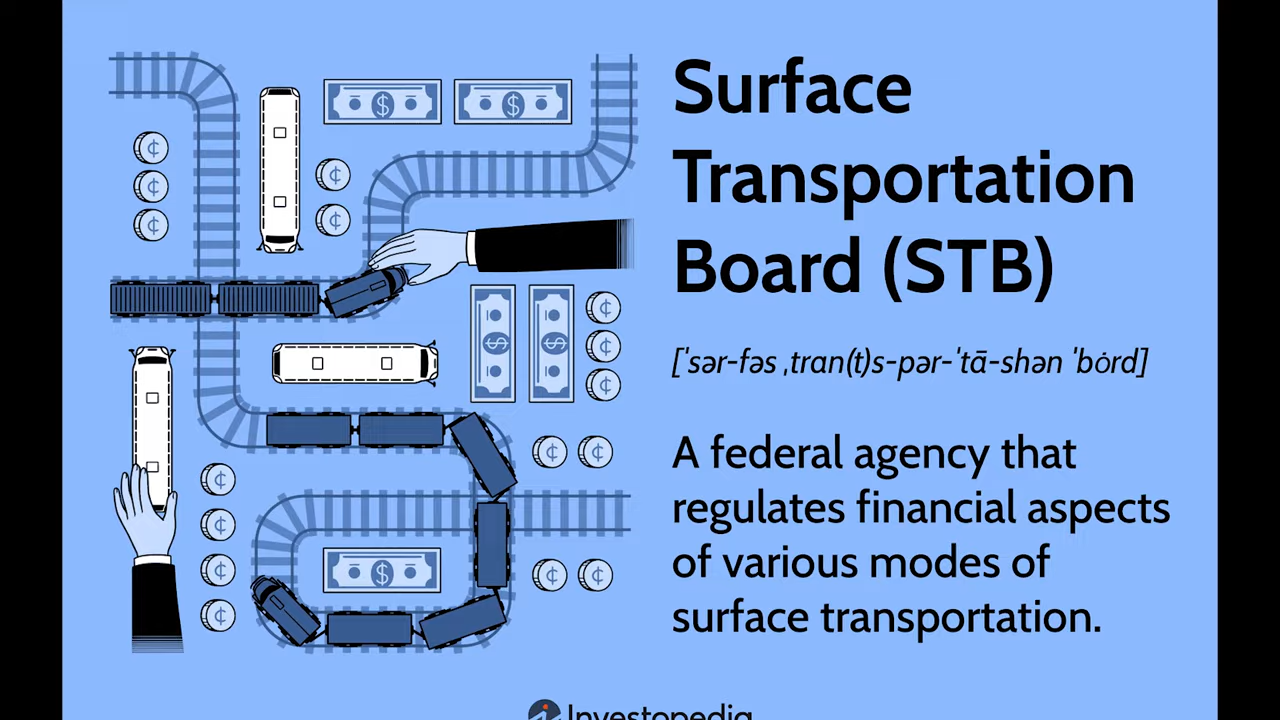 Surface
Transportation
Board (STB)
[ˈsər-fəs ˌtran(t)s-pər-ˈtā-shən ˈbȯrd]
A federal agency that
regulates financial aspects
of various modes of
surface transportation.
Investopedia